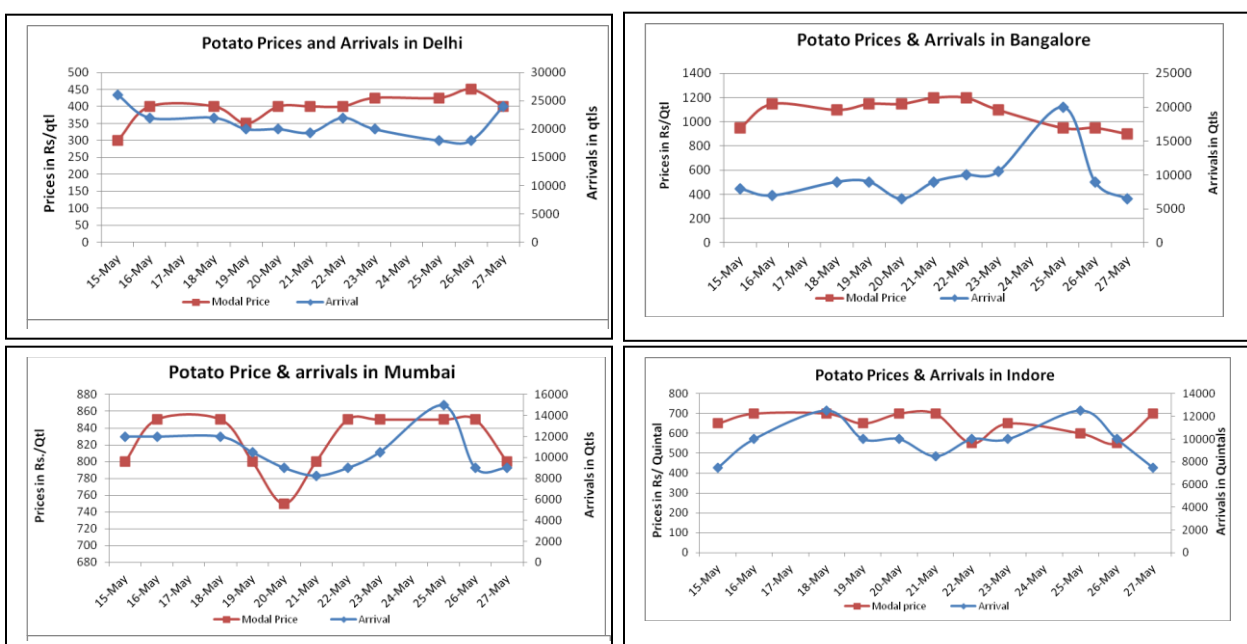 Potato Prices and Arrivals in Delhi
Prices in Rs/qtl
500
450
400
350
300
250
200
150
100
50
0
30000
25000
20000
15000
10000
5000
0
Arrivals in qtls
15-May
16-May
17-May
18-May
19-May
20-May
21-May
22-May
23-May
24-May
25-May
26-May
27-May
Modal Price
Arrival
Potato Prices & Arrivals in Bangalore
Prices in Rs/Qtl
1400
1200
1000
800
600
400
200
0
25000
20000
15000
10000
5000
0
Arrivals in Qtls
15-May
16-May
17-May
18-May
19-May
20-May
21-May
22-May
23-May
24-May
25-May
26-May
27-May
Modal Price
Arrival
Potato Price & arrivals in Mumbai
Prices in Rs./Qtl
880
860
840
820
800
780
760
740
720
700
680
660
16000
14000
12000
10000
8000
6000
4000
2000
0
Arrivals in Qtls
15-May
16-May
17-May
18-May
19-May
20-May
21-May
22-May
23-May
24-May
25-May
26-May
27-May
Modal Price
Arrival
Potato Prices & Arrivals in Indore
Prices in Rs/ Quintal
800
700
600
500
400
300
200
100
0
14000
12000
10000
8000
6000
4000
2000
0
Arrivals in Quintals
15-May
16-May
17-May
18-May
19-May
20-May
21-May
22-May
23-May
24-May
25-May
26-May
27-May
Modal price
Arrival